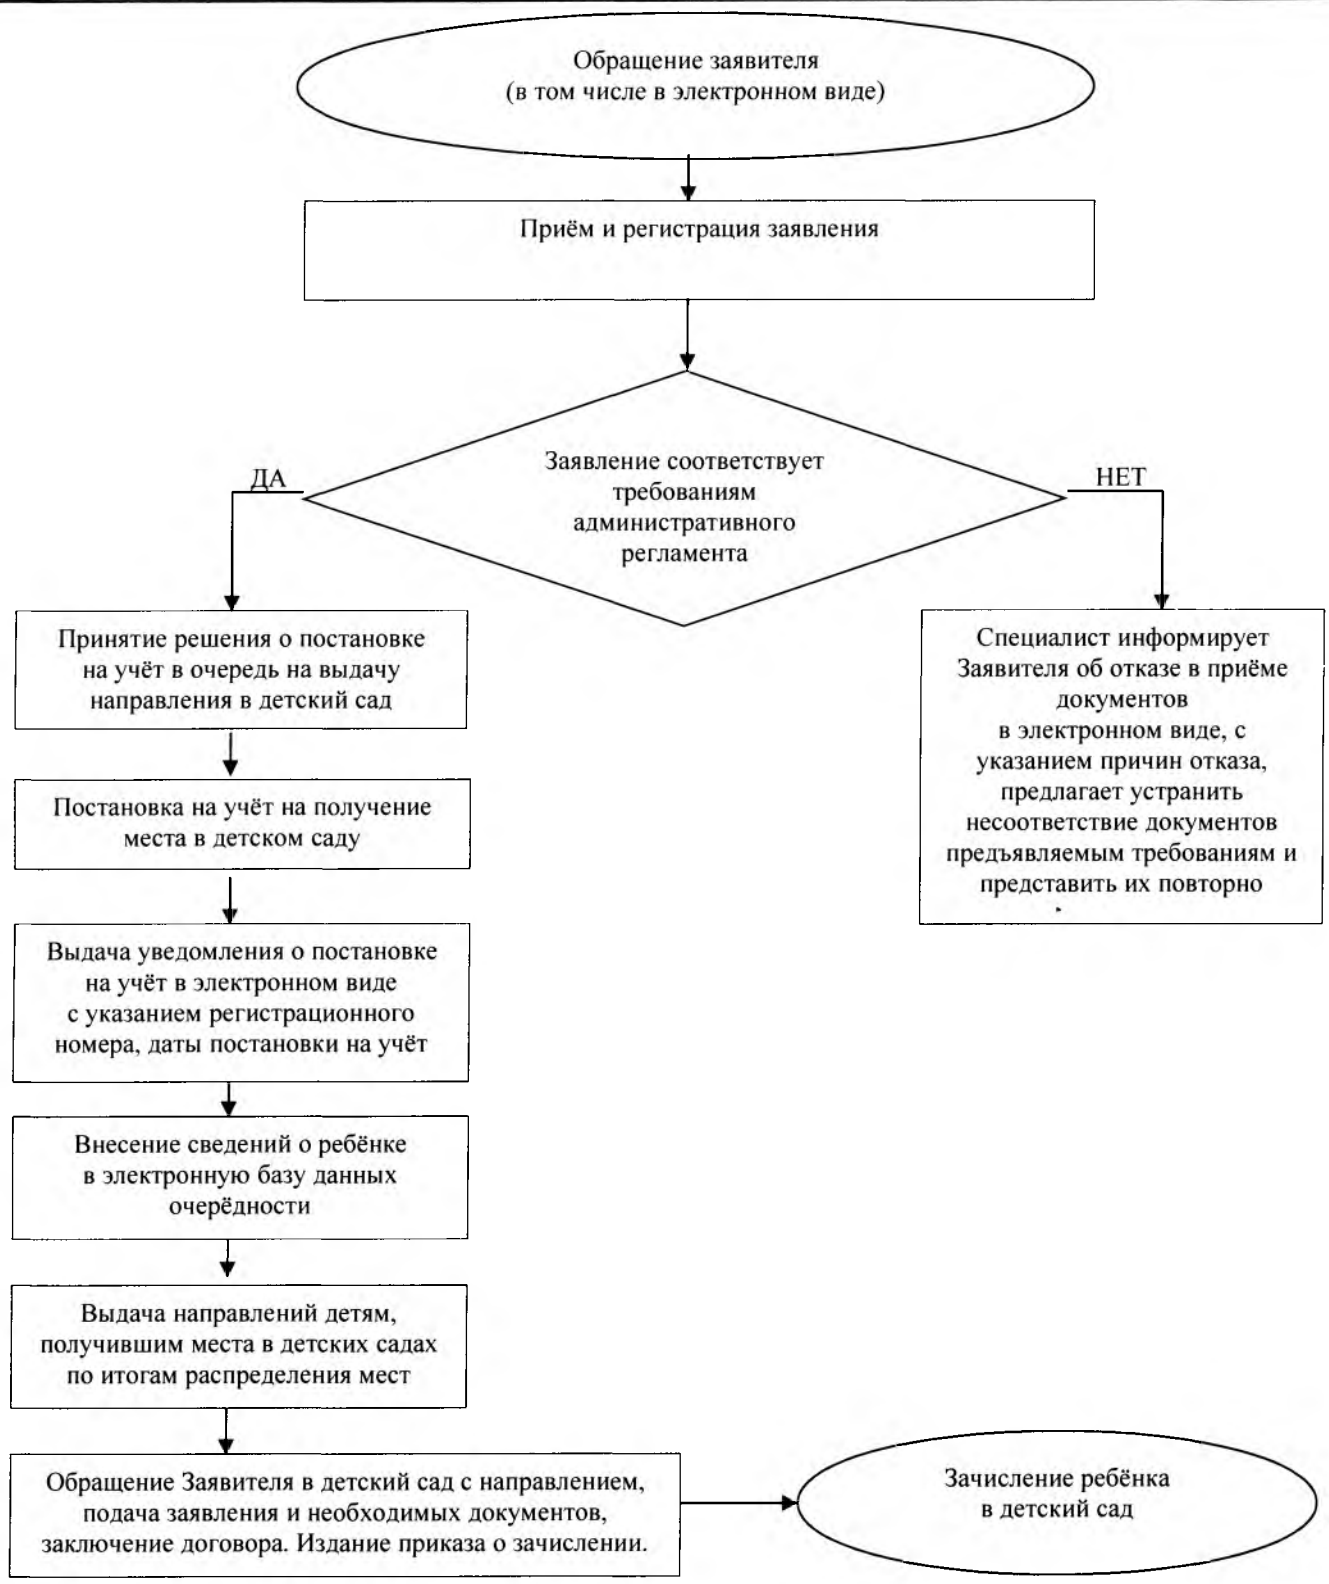 Обращение заявителя
(в том числе в электронном виде)
Приём и регистрация заявления
Заявление соответствует
требованиям
административного
регламента
ДА
НЕТ
Принятие решения о постановке
на учёт в очередь на выдачу
направления в детский сад
Специалист информирует
Заявителя об отказе в приёме
документов
в электронном виде, с
указанием причин отказа,
предлагает устранить
несоответствие документов
предъявляемым требованиям и
представить их повторно
Постановка на учёт на получение
места в детском саду
Выдача уведомления о постановке
на учёт в электронном виде
с указанием регистрационного
номера, даты постановки на учёт
Внесение сведений о ребёнке
в электронную базу данных
очерёдности
Выдача направлений детям,
получившим места в детских садах
по итогам распределения мест
Обращение Заявителя в детский сад с направлением,
подача заявления и необходимых документов,
заключение договора. Издание приказа о зачислении.
Зачисление ребёнка
в детский сад